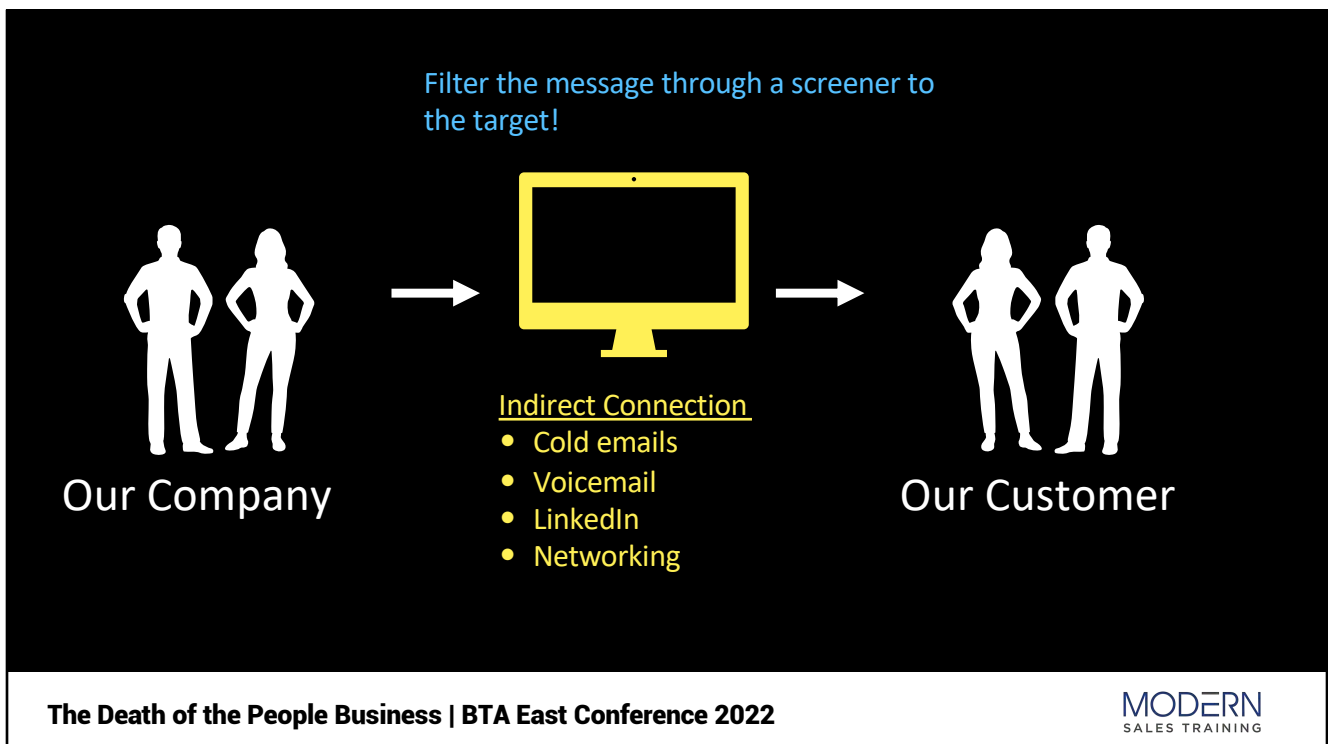 Filter the message through a screener to
the target!
Indirect Connection
• Cold emails
• Voicemail
• LinkedIn
• Networking
Our Company
Our Customer
The Death of the People Business | BTA East Conference 2022
MODERN
SALES TRAINING